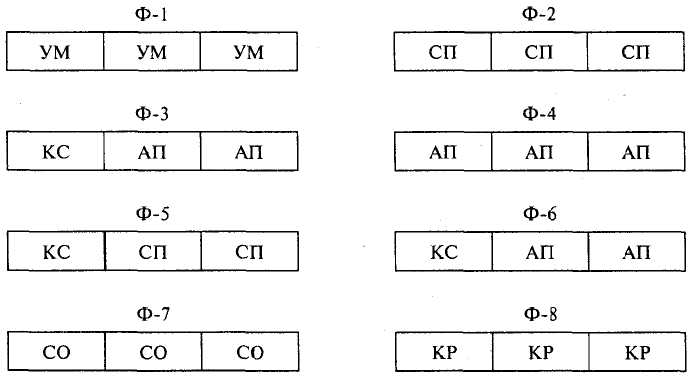 Ф-1 Ф-2
УМ УМ УМ СП СП СП
Ф-3 Ф-4
КС АП АП АП АП АП
Ф-5 Ф-6
КС СП СП КС АП АП
Ф-7 Ф-8
СО СО СО КР КР КР